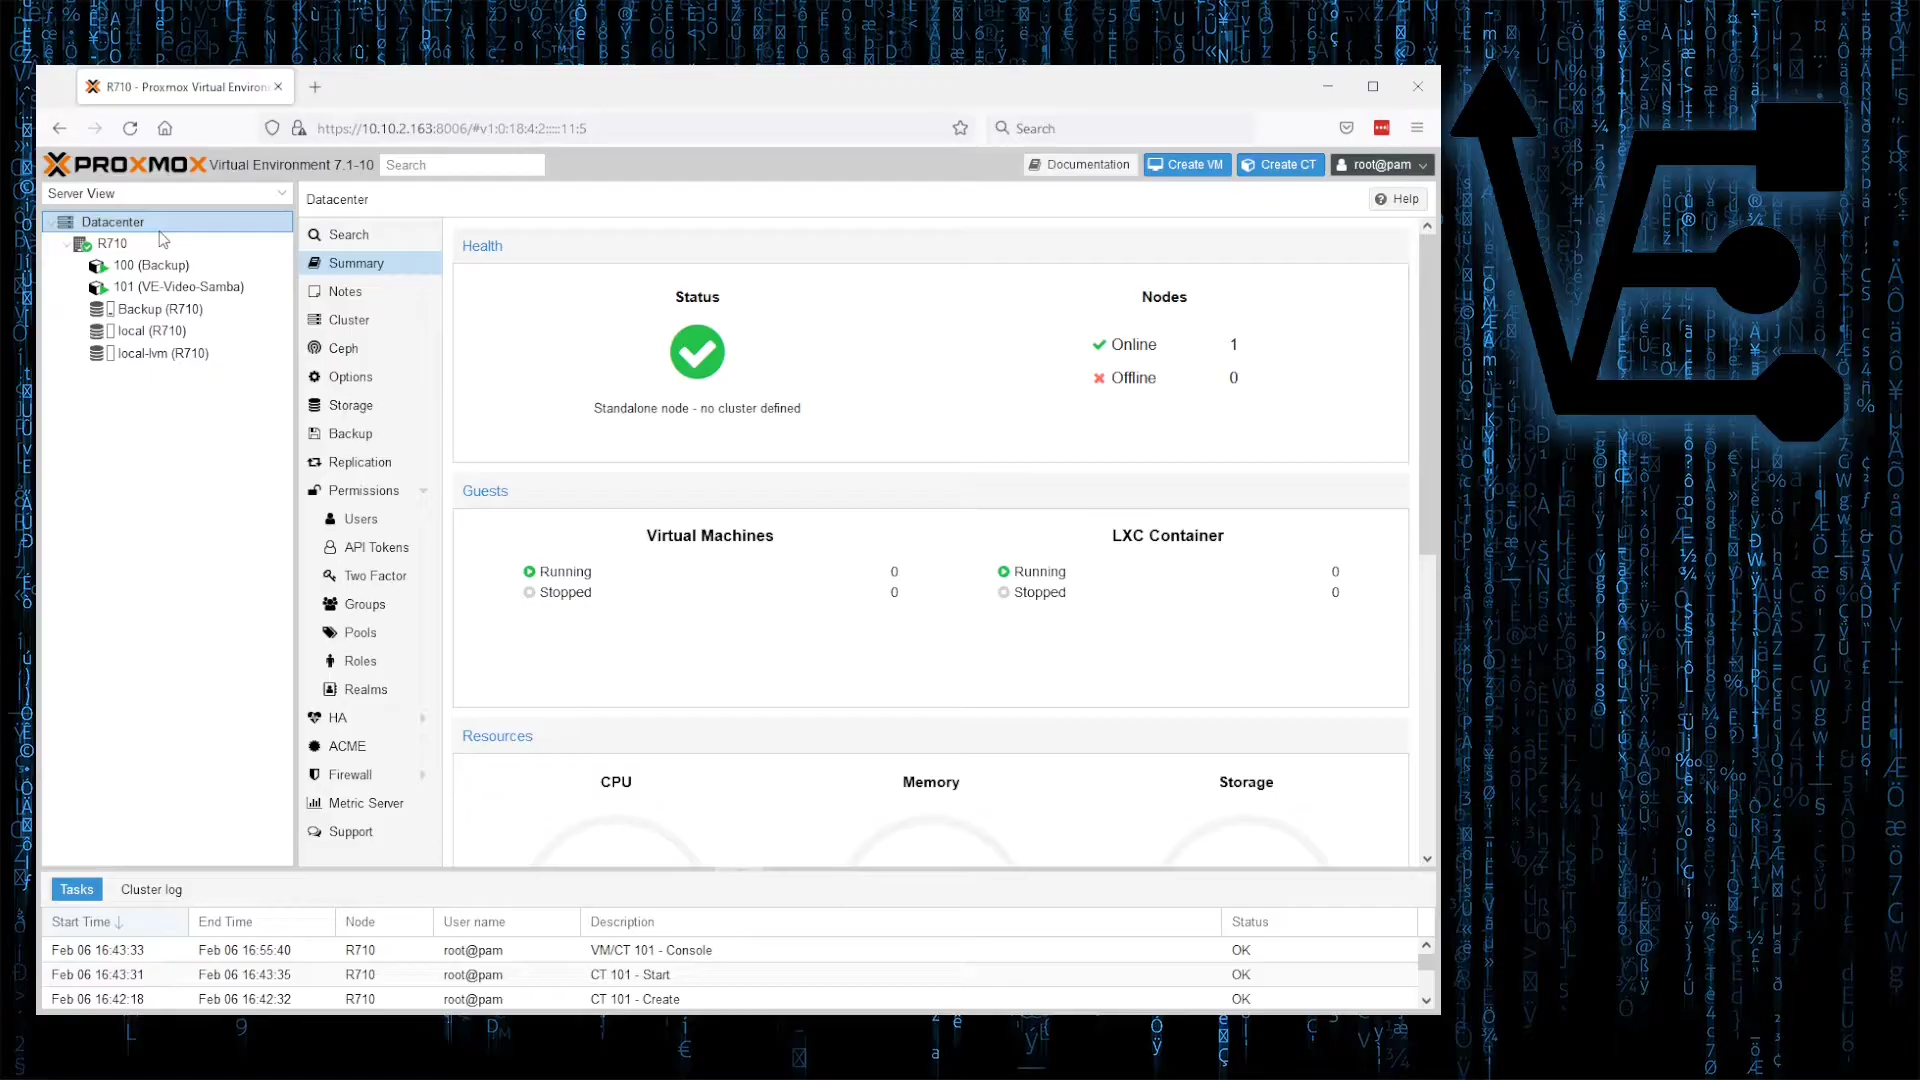 R710 - Proxmox Virtual Environ
https://10.10.2.163:8006/#v1:0:18:4:2:::::11:5
Search
PROXMOX Virtual Environment 7.1-10
Search
Documentation
Create VM
Create CT
root@pam
Server View
Datacenter
R710
100 (Backup)
101 (VE-Video-Samba)
Backup (R710)
local (R710)
local-lvm (R710)
Datacenter
Help
Search
Summary
Notes
Cluster
Ceph
Options
Storage
Backup
Replication
Permissions
Users
API Tokens
Two Factor
Groups
Pools
Roles
Realms
HA
ACME
Firewall
Metric Server
Support
Health
Status
Standalone node - no cluster defined
Nodes
Online 1
Offline 0
Guests
Virtual Machines
Running 0
Stopped 0
LXC Container
Running 0
Stopped 0
Resources
CPU
Memory
Storage
Tasks
Cluster log
Start Time End Time Node User name Description Status
Feb 06 16:43:33 Feb 06 16:55:40 R710 root@pam VM/CT 101 - Console OK
Feb 06 16:43:31 Feb 06 16:43:35 R710 root@pam CT 101 - Start OK
Feb 06 16:42:18 Feb 06 16:42:32 R710 root@pam CT 101 - Create OK